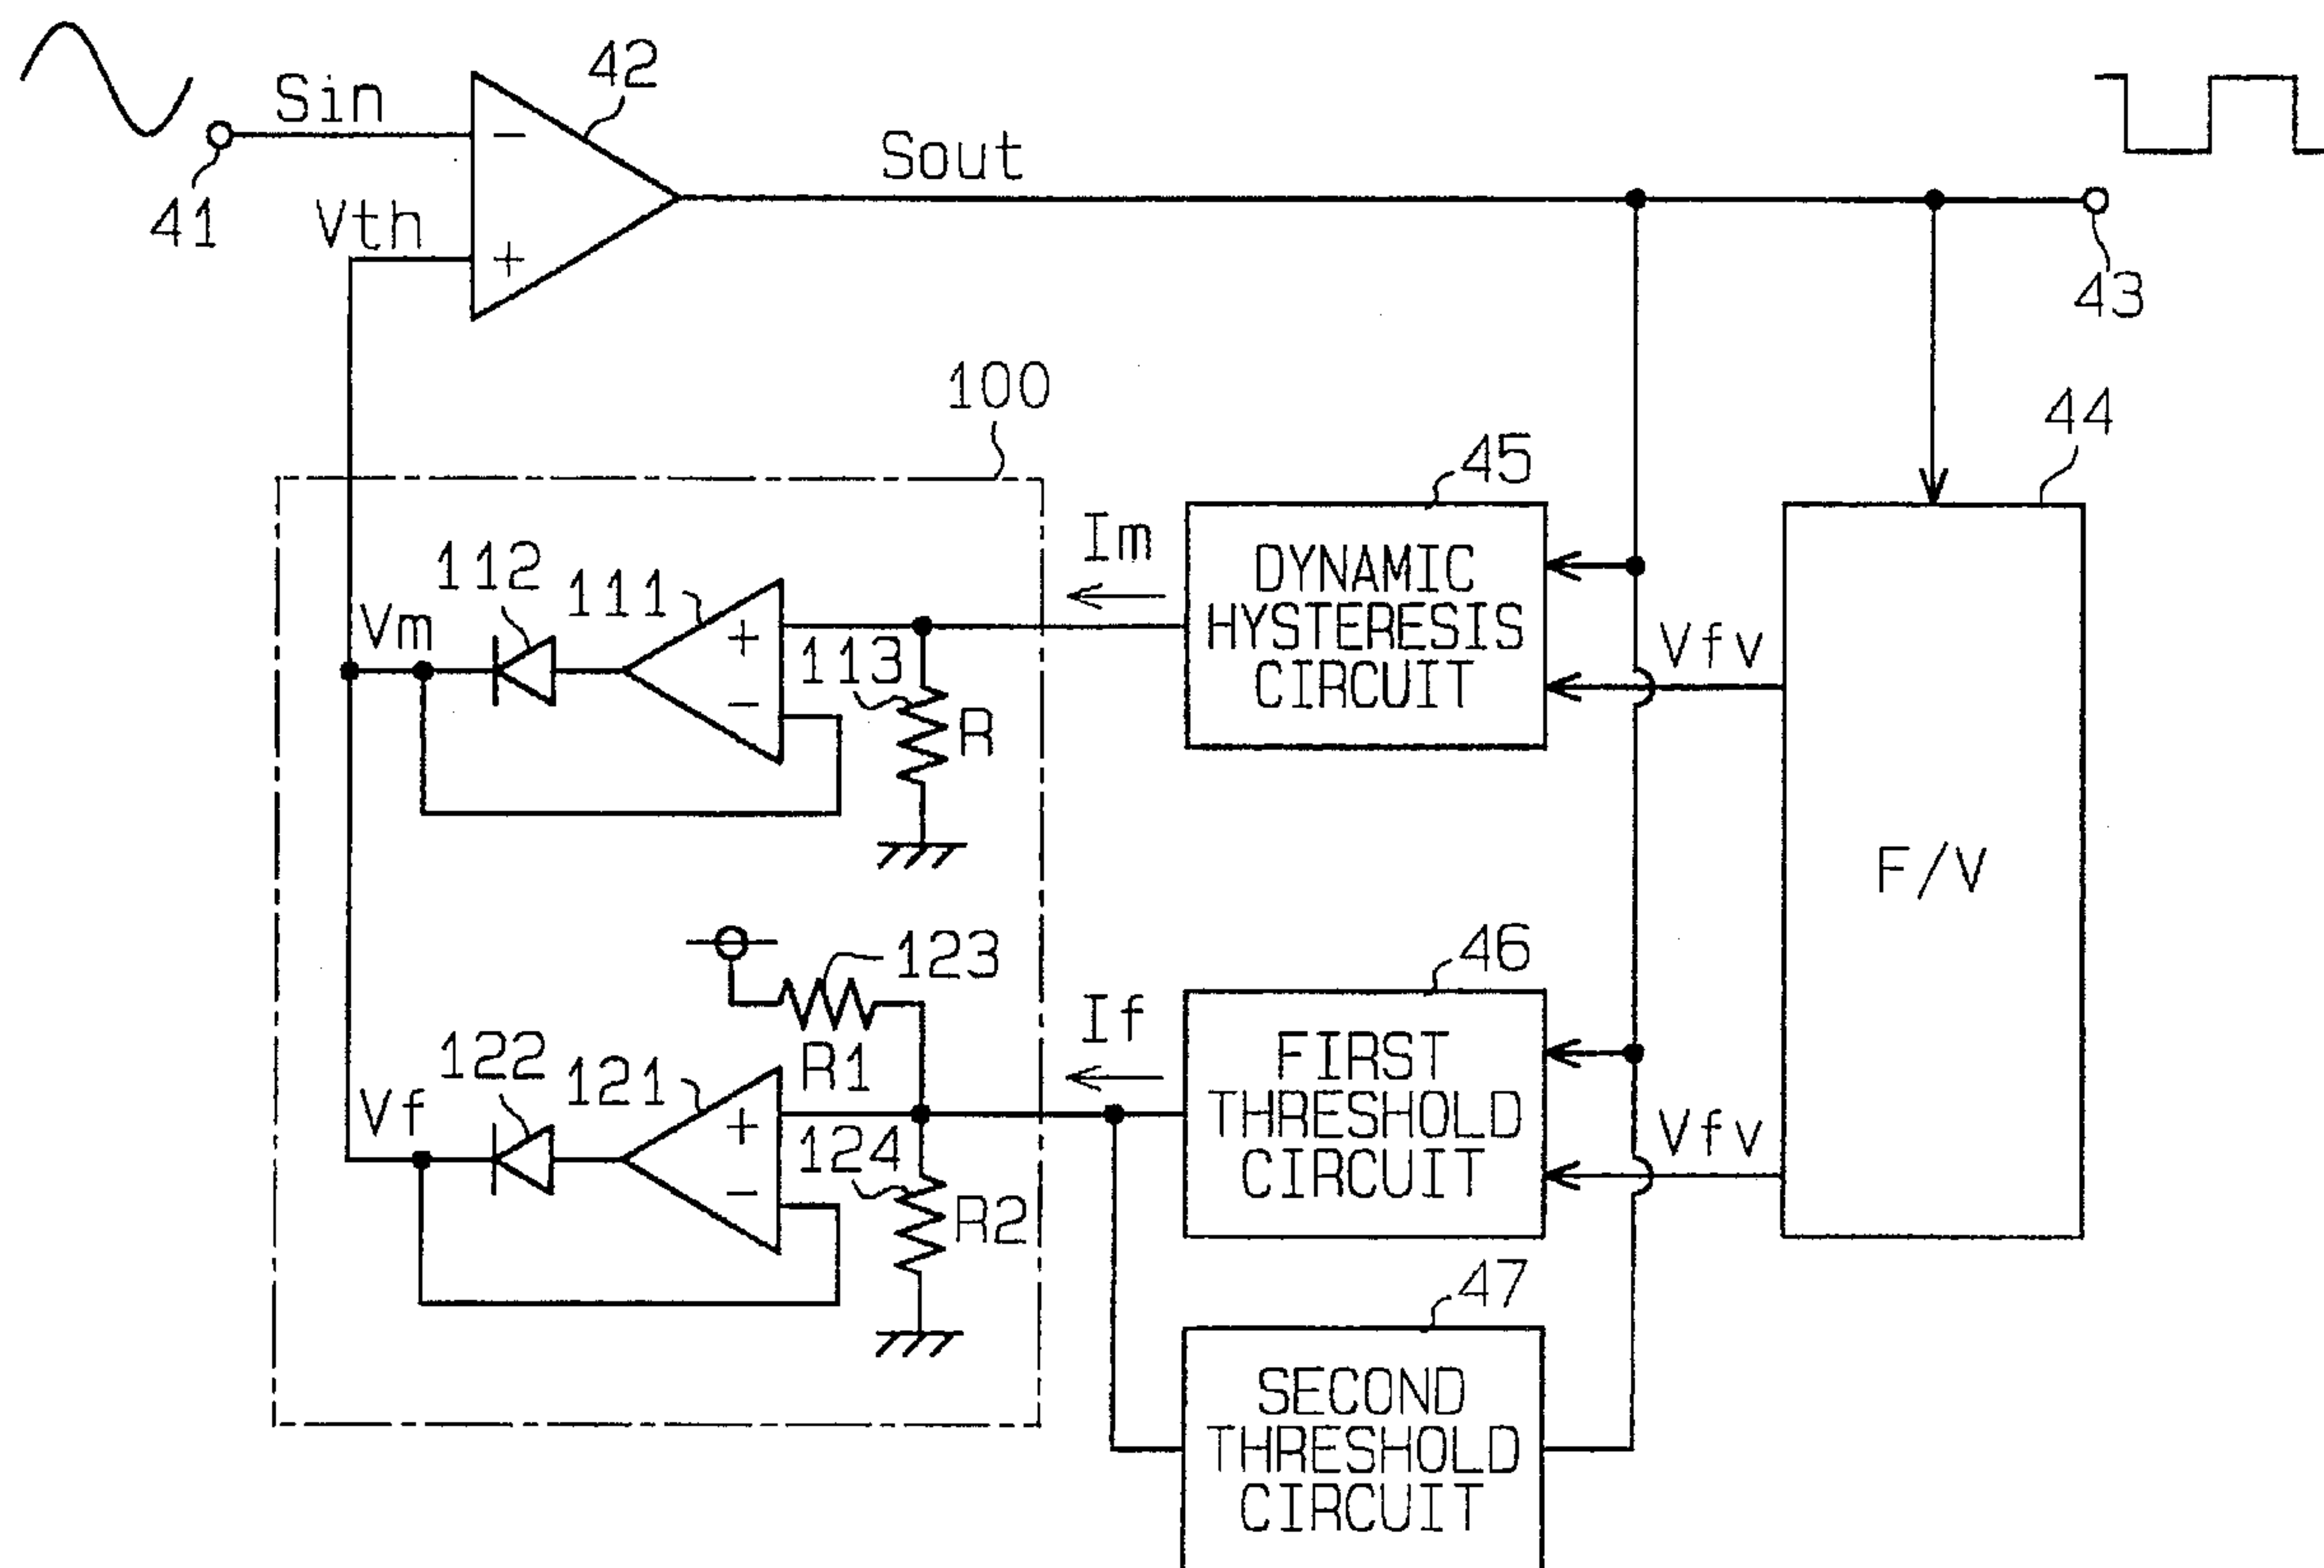 42
Sin
−
Sout
41
Vth
+
43
100
44
45
Im
DYNAMIC
HYSTERESIS
CIRCUIT
112
111
Vm
+
113
−
R
Vfv
F/V
46
123
If
FIRST
THRESHOLD
CIRCUIT
R1
122
121
Vf
+
124
−
R2
Vfv
47
SECOND
THRESHOLD
CIRCUIT